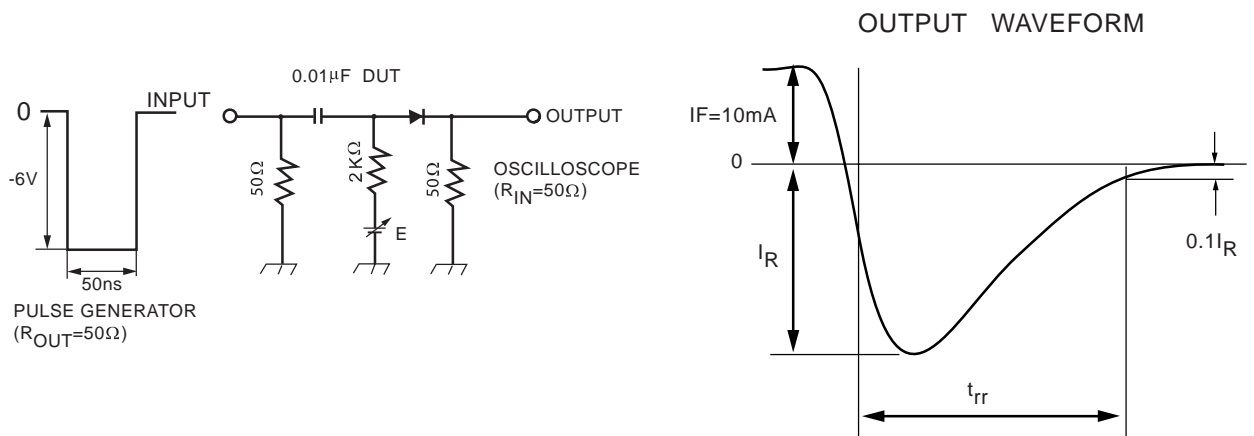 OUTPUT WAVEFORM
0.01μF DUT
0
INPUT
OUTPUT
-6V
50Ω
2KΩ
50Ω
OSCILLOSCOPE
(RIN=50Ω)
E
50ns
PULSE GENERATOR
(ROUT=50Ω)
IF=10mA
0
IR
0.1IR
trr